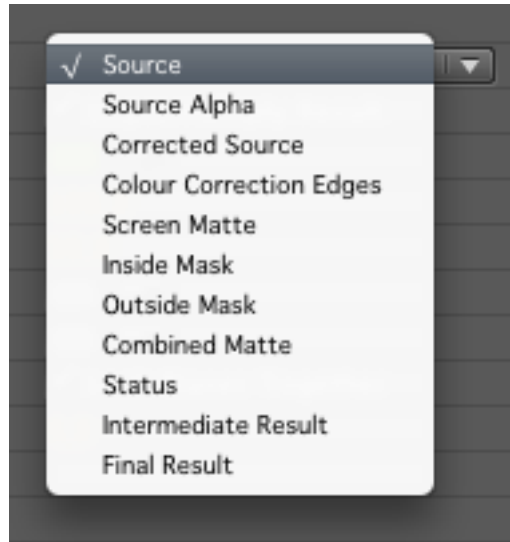 √ Source
Source Alpha
Corrected Source
Colour Correction Edges
Screen Matte
Inside Mask
Outside Mask
Combined Matte
Status
Intermediate Result
Final Result